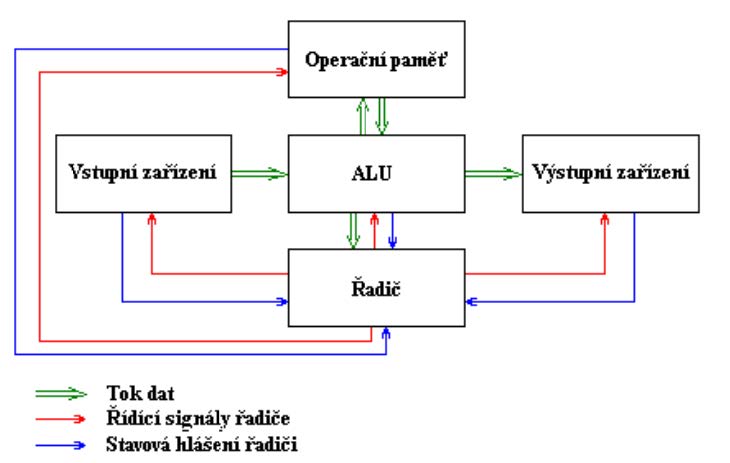 Operační paměť
Vstupní zařízení
ALU
Výstupní zařízení
Řadič
Tok dat
Řídící signály řadiče
Stavová hlášení řadiči